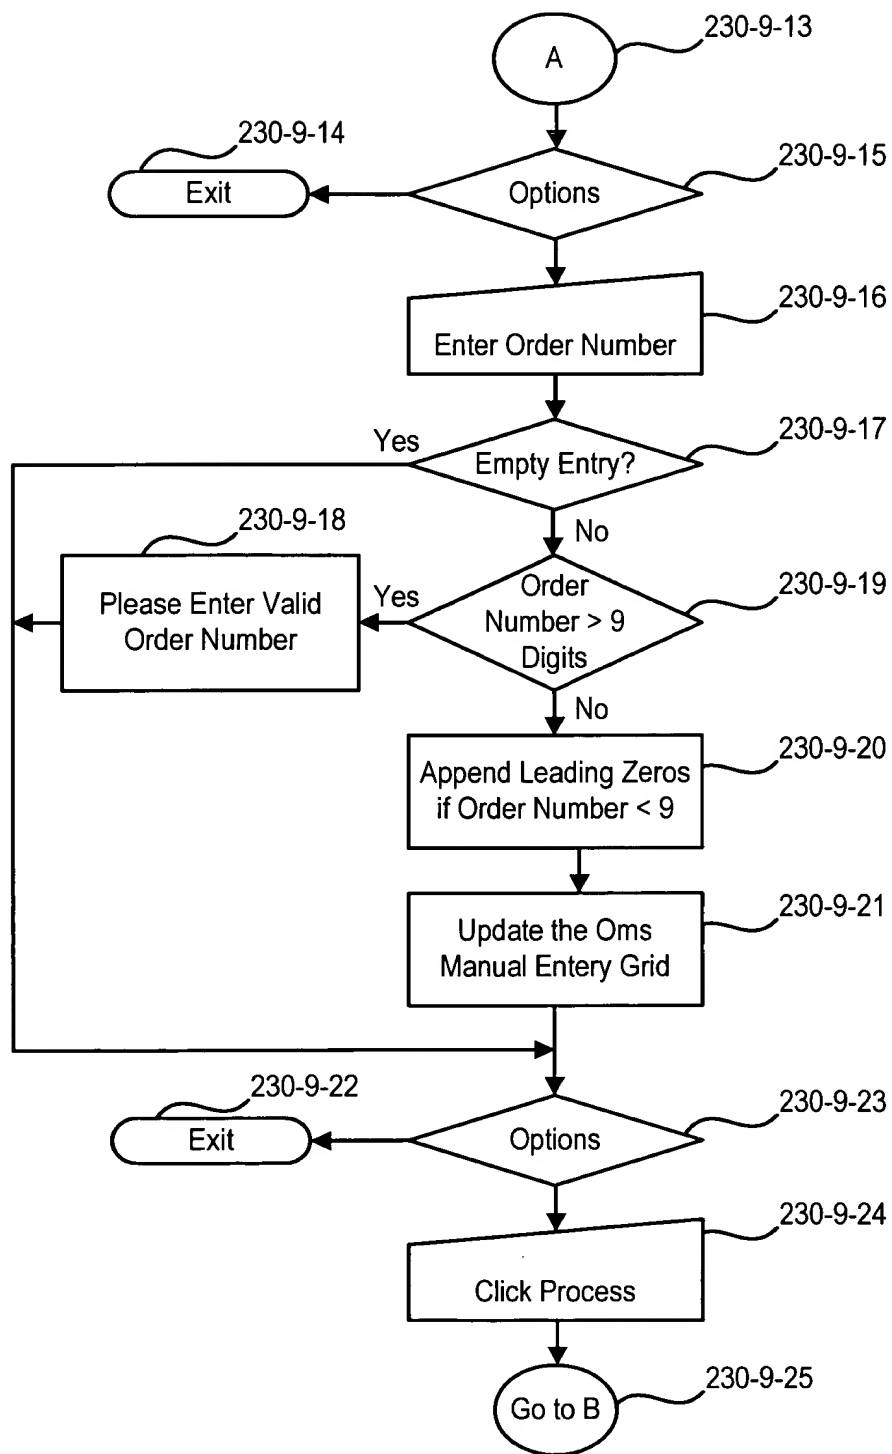 230-9-13
A
230-9-14
230-9-15
Exit
Options
230-9-16
Enter Order Number
230-9-17
Yes
Empty Entry?
230-9-18
No
230-9-19
Please Enter Valid
Order Number
Yes
Order
Number > 9
Digits
No
230-9-20
Append Leading Zeros
if Order Number < 9
230-9-21
Update the Oms
Manual Entery Grid
230-9-22
230-9-23
Exit
Options
230-9-24
Click Process
230-9-25
Go to B